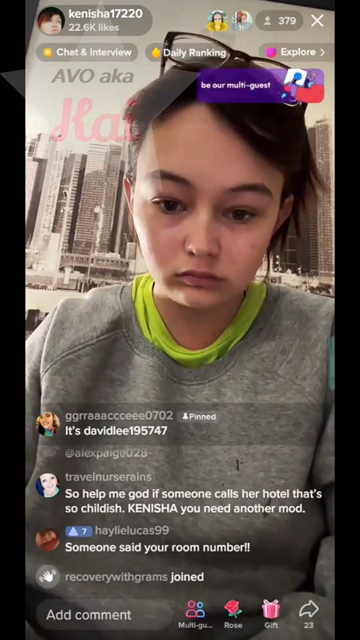 kenisha17220
22.6K likes
379
Chat & Interview
Daily Ranking
Explore >
AVO aka
Kai
be our multi-guest
ggrraaaccceee0702 Pinned
It's davidlee195747
@alexpaige028
travelnurserains
So help me god if someone calls her hotel that's
so childish. KENISHA you need another mod.
7 haylielucas99
Someone said your room number!!
recoverywithgrams joined
Add comment
Multi-gu...
Rose
Gift
23